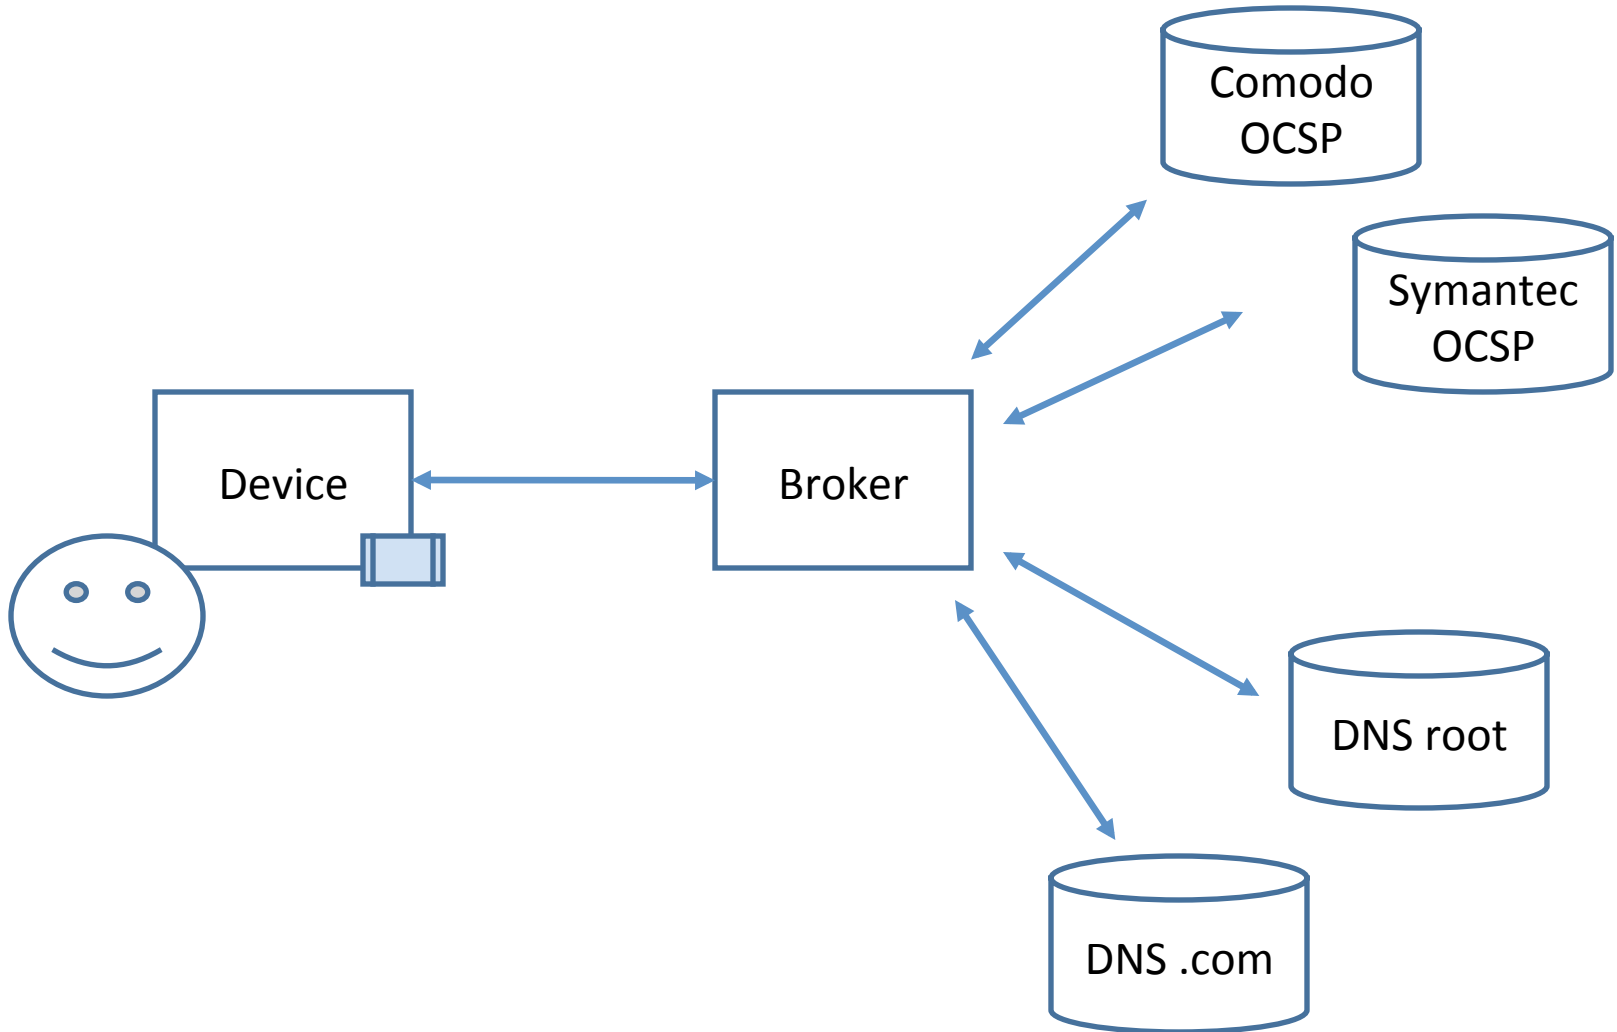 Comodo
OCSP
Symantec
OCSP
Device
Broker
DNS root
DNS .com